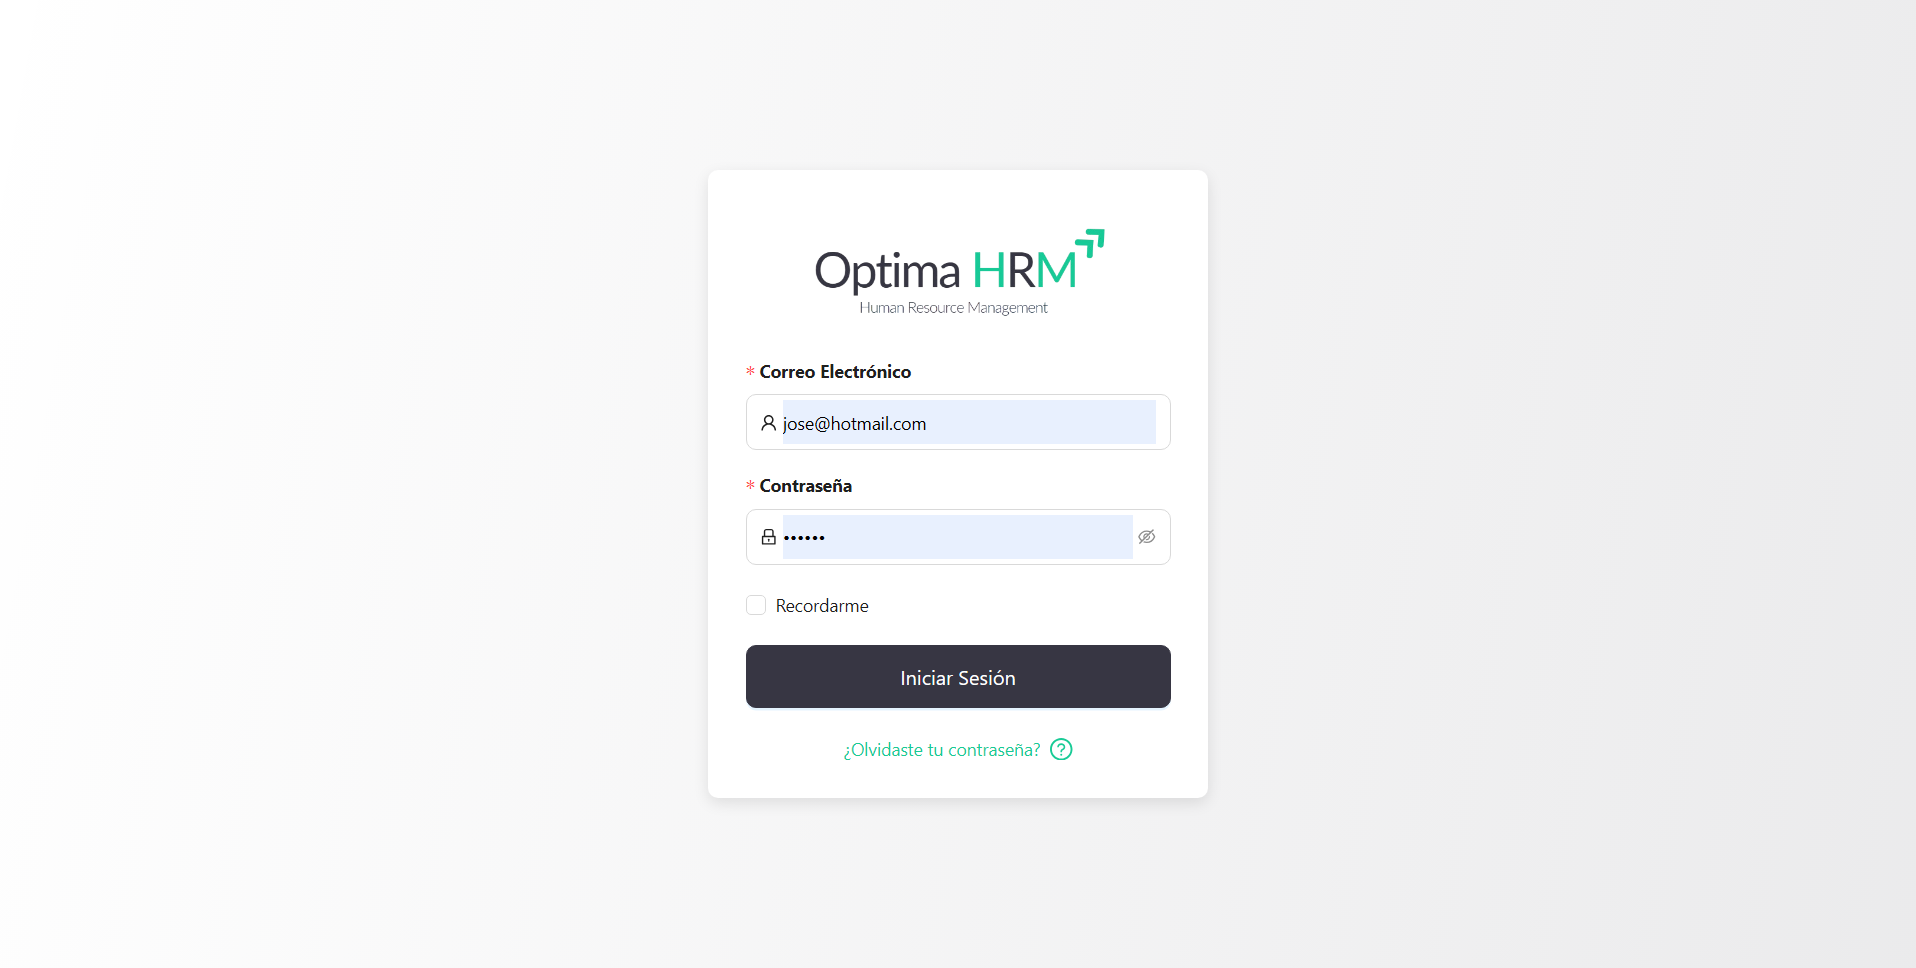 Optima HRM
Human Resource Management
* Correo Electrónico
jose@hotmail.com
* Contraseña
••••••
Recordarme
Iniciar Sesión
¿Olvidaste tu contraseña? ?